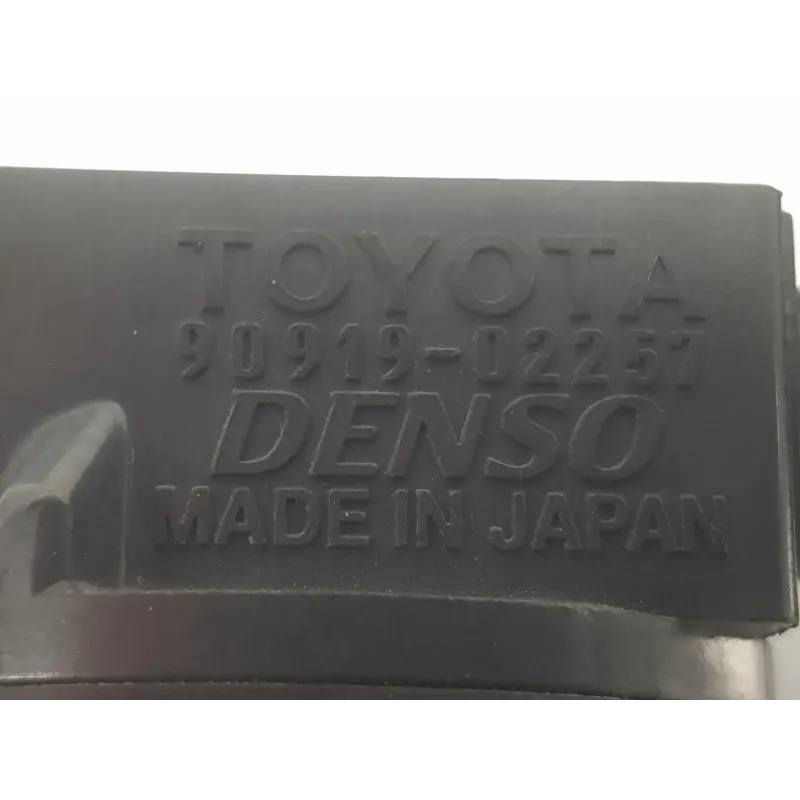 TOYOTA
90919-02257
DENSO
MADE IN JAPAN